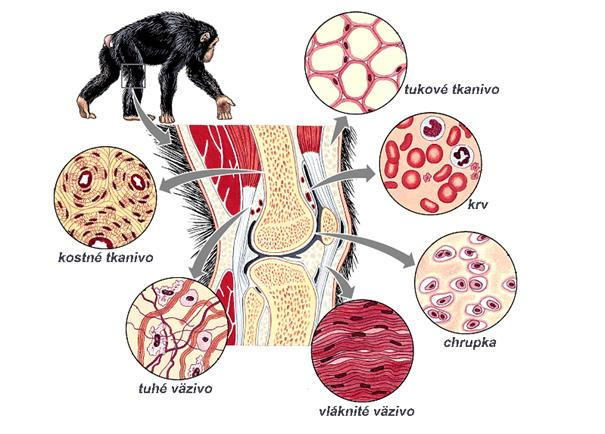 tukové tkanivo
krv
kostné tkanivo
chrupka
tuhé väzivo
vláknité väzivo